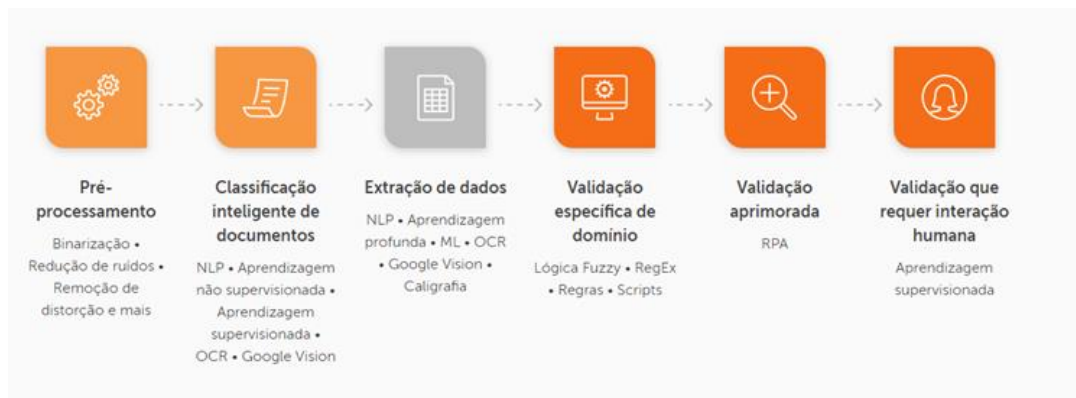 Pré-
processamento
Binarização •
Redução de ruídos •
Remoção de
distorção e mais
Classificação
inteligente de
documentos
NLP • Aprendizagem
não supervisionada •
Aprendizagem
supervisionada •
OCR • Google Vision
Extração de dados
NLP • Aprendizagem
profunda • ML • OCR
• Google Vision •
Caligrafia
Validação
específica de
domínio
Lógica Fuzzy • RegEx
• Regras • Scripts
Validação
aprimorada
RPA
Validação que
requer interação
humana
Aprendizagem
supervisionada